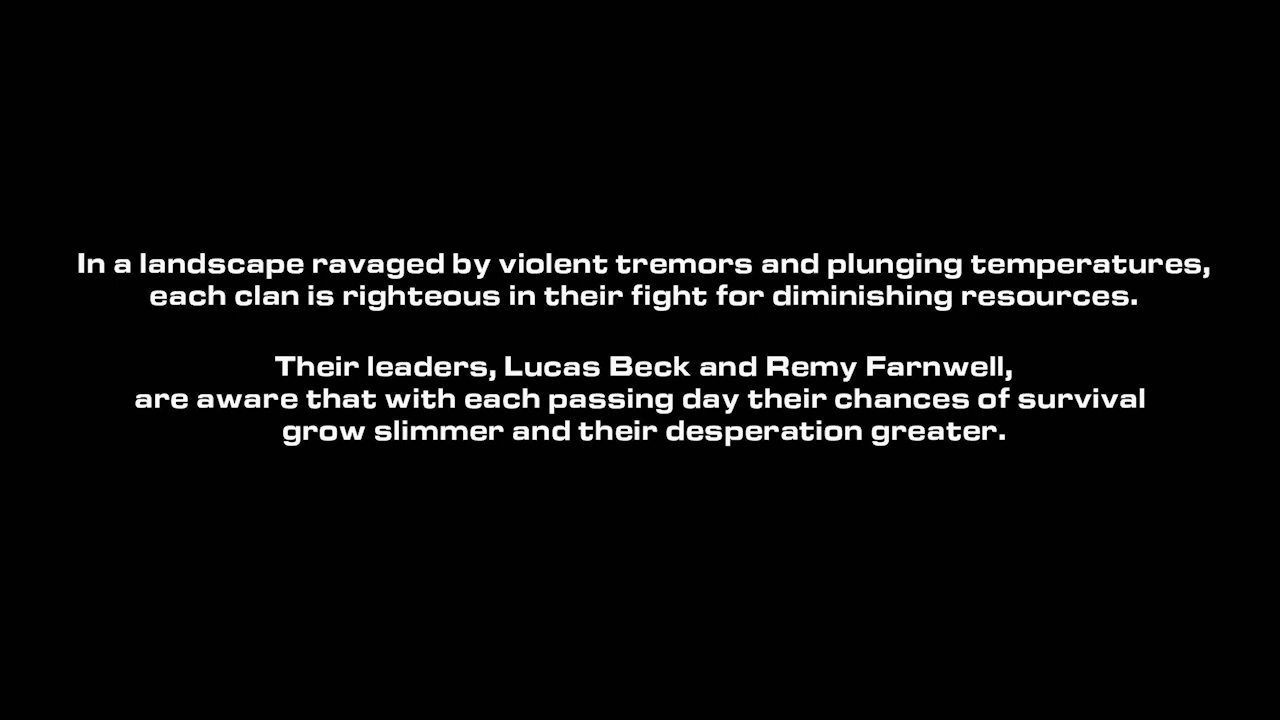 In a landscape ravaged by violent tremors and plunging temperatures,
each clan is righteous in their fight for diminishing resources.
Their leaders, Lucas Beck and Remy Farnwell,
are aware that with each passing day their chances of survival
grow slimmer and their desperation greater.